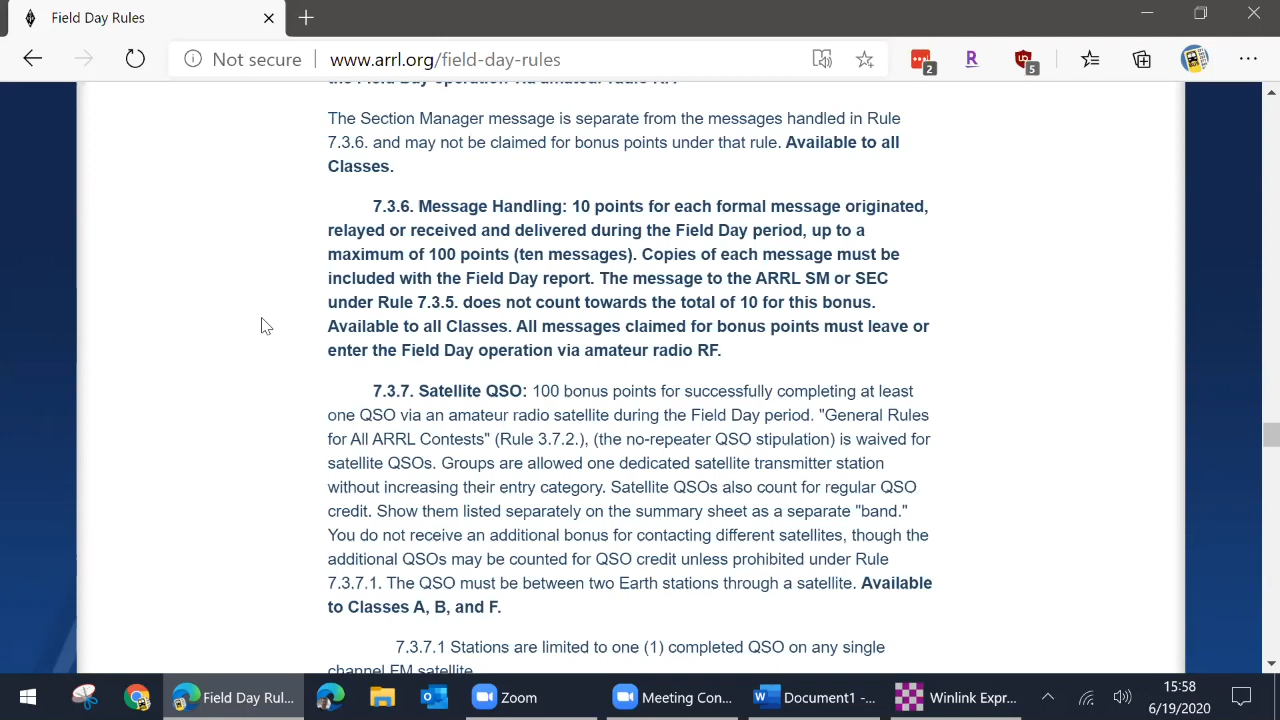 Field Day Rules
Not secure
www.arrl.org/field-day-rules
2
R
5
The Section Manager message is separate from the messages handled in Rule
7.3.6. and may not be claimed for bonus points under that rule. Available to all
Classes.
7.3.6. Message Handling: 10 points for each formal message originated,
relayed or received and delivered during the Field Day period, up to a
maximum of 100 points (ten messages). Copies of each message must be
included with the Field Day report. The message to the ARRL SM or SEC
under Rule 7.3.5. does not count towards the total of 10 for this bonus.
Available to all Classes. All messages claimed for bonus points must leave or
enter the Field Day operation via amateur radio RF.
7.3.7. Satellite QSO: 100 bonus points for successfully completing at least
one QSO via an amateur radio satellite during the Field Day period. "General Rules
for All ARRL Contests" (Rule 3.7.2.), (the no-repeater QSO stipulation) is waived for
satellite QSOs. Groups are allowed one dedicated satellite transmitter station
without increasing their entry category. Satellite QSOs also count for regular QSO
credit. Show them listed separately on the summary sheet as a separate "band."
You do not receive an additional bonus for contacting different satellites, though the
additional QSOs may be counted for QSO credit unless prohibited under Rule
7.3.7.1. The QSO must be between two Earth stations through a satellite. Available
to Classes A, B, and F.
7.3.7.1 Stations are limited to one (1) completed QSO on any single
channel FM satellite.
Field Day Rul...
Zoom
Meeting Con...
Document1 -...
Winlink Expr...
15:58
6/19/2020